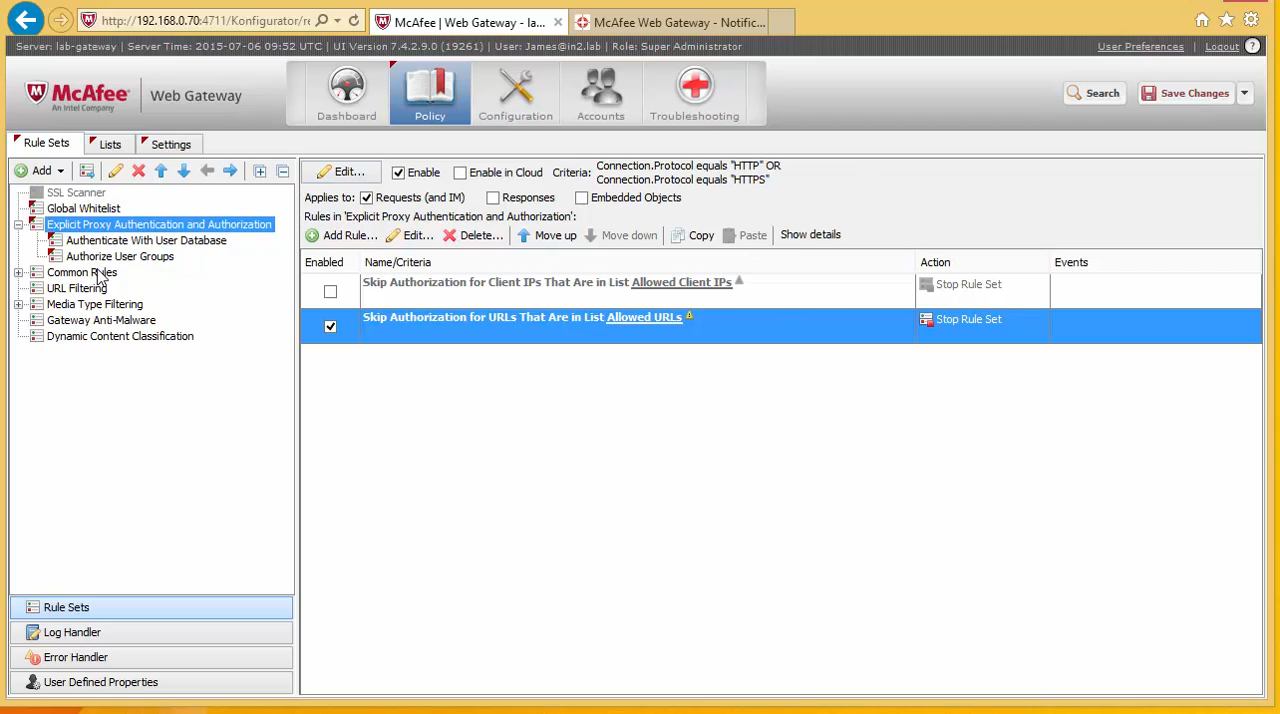 http://192.168.0.70:4711/Konfigurator/re
McAfee | Web Gateway - la...
McAfee Web Gateway - Notific...
Server: lab-gateway | Server Time: 2015-07-06 09:52 UTC | UI Version 7.4.2.9.0 (19261) | User: James@in2.lab | Role: Super Administrator
User Preferences | Logout ?
McAfee
An Intel Company
Web Gateway
Dashboard
Policy
Configuration
Accounts
Troubleshooting
Search
Save Changes
Rule Sets
Lists
Settings
Add
SSL Scanner
Global Whitelist
Explicit Proxy Authentication and Authorization
Authenticate With User Database
Authorize User Groups
Common Rules
URL Filtering
Media Type Filtering
Gateway Anti-Malware
Dynamic Content Classification
Rule Sets
Log Handler
Error Handler
User Defined Properties
Edit... Enable Enable in Cloud Criteria: Connection.Protocol equals "HTTP" OR
Connection.Protocol equals "HTTPS"
Applies to: Requests (and IM) Responses Embedded Objects
Rules in 'Explicit Proxy Authentication and Authorization':
Add Rule... Edit... Delete... Move up Move down Copy Paste Show details
Enabled Name/Criteria Action Events
Skip Authorization for Client IPs That Are in List Allowed Client IPs Stop Rule Set
Skip Authorization for URLs That Are in List Allowed URLs Stop Rule Set